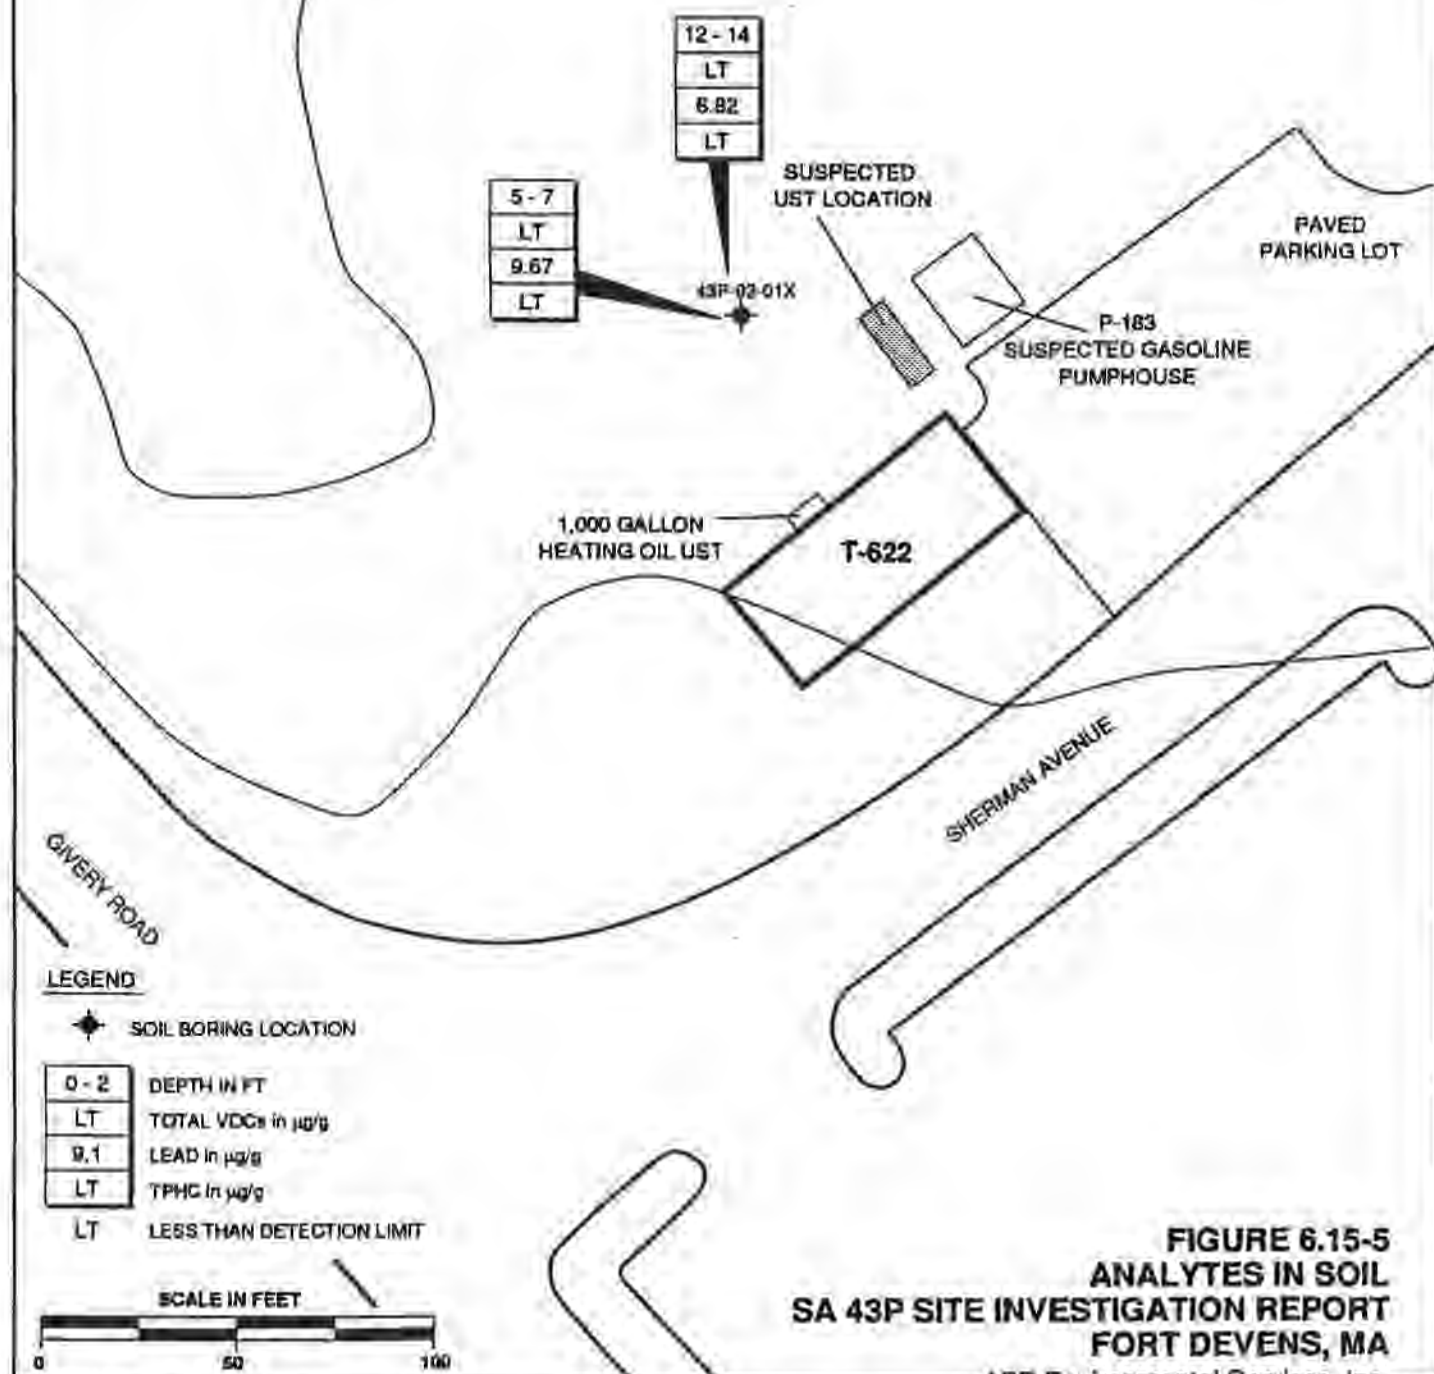 12 - 14
LT
6.82
LT
5 - 7
LT
9.67
LT
SUSPECTED
UST LOCATION
PAVED
PARKING LOT
43P-92-01X
P-183
SUSPECTED GASOLINE
PUMPHOUSE
1,000 GALLON
HEATING OIL UST
T-622
SHERMAN AVENUE
GIVERY ROAD
LEGEND
SOIL BORING LOCATION
0 - 2 DEPTH IN FT
LT TOTAL VOCs in µg/g
9.1 LEAD in µg/g
LT TPHC in µg/g
LT LESS THAN DETECTION LIMIT
SCALE IN FEET
0 50 100
FIGURE 6.15-5
ANALYTES IN SOIL
SA 43P SITE INVESTIGATION REPORT
FORT DEVENS, MA